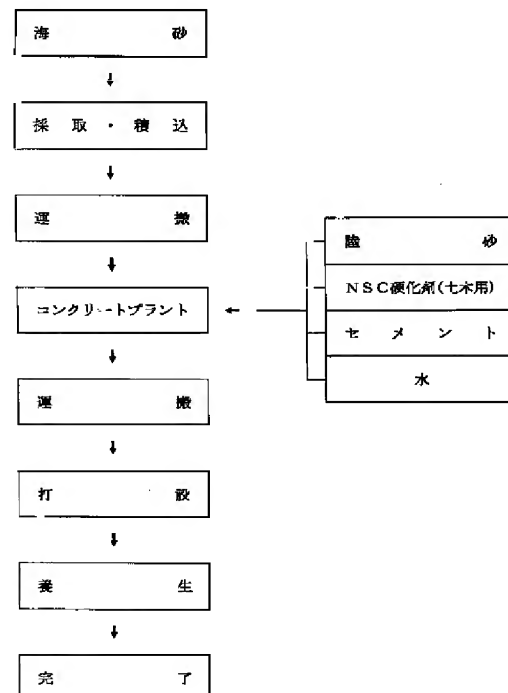 海砂
採取・積込
運搬
コンクリートプラント
運搬
打設
養生
完了
陸砂
NSC硬化剤(七木用)
セメント
水